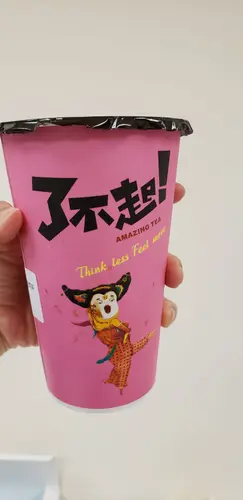 了不起!
AMAZING TEA
Think less Feel more